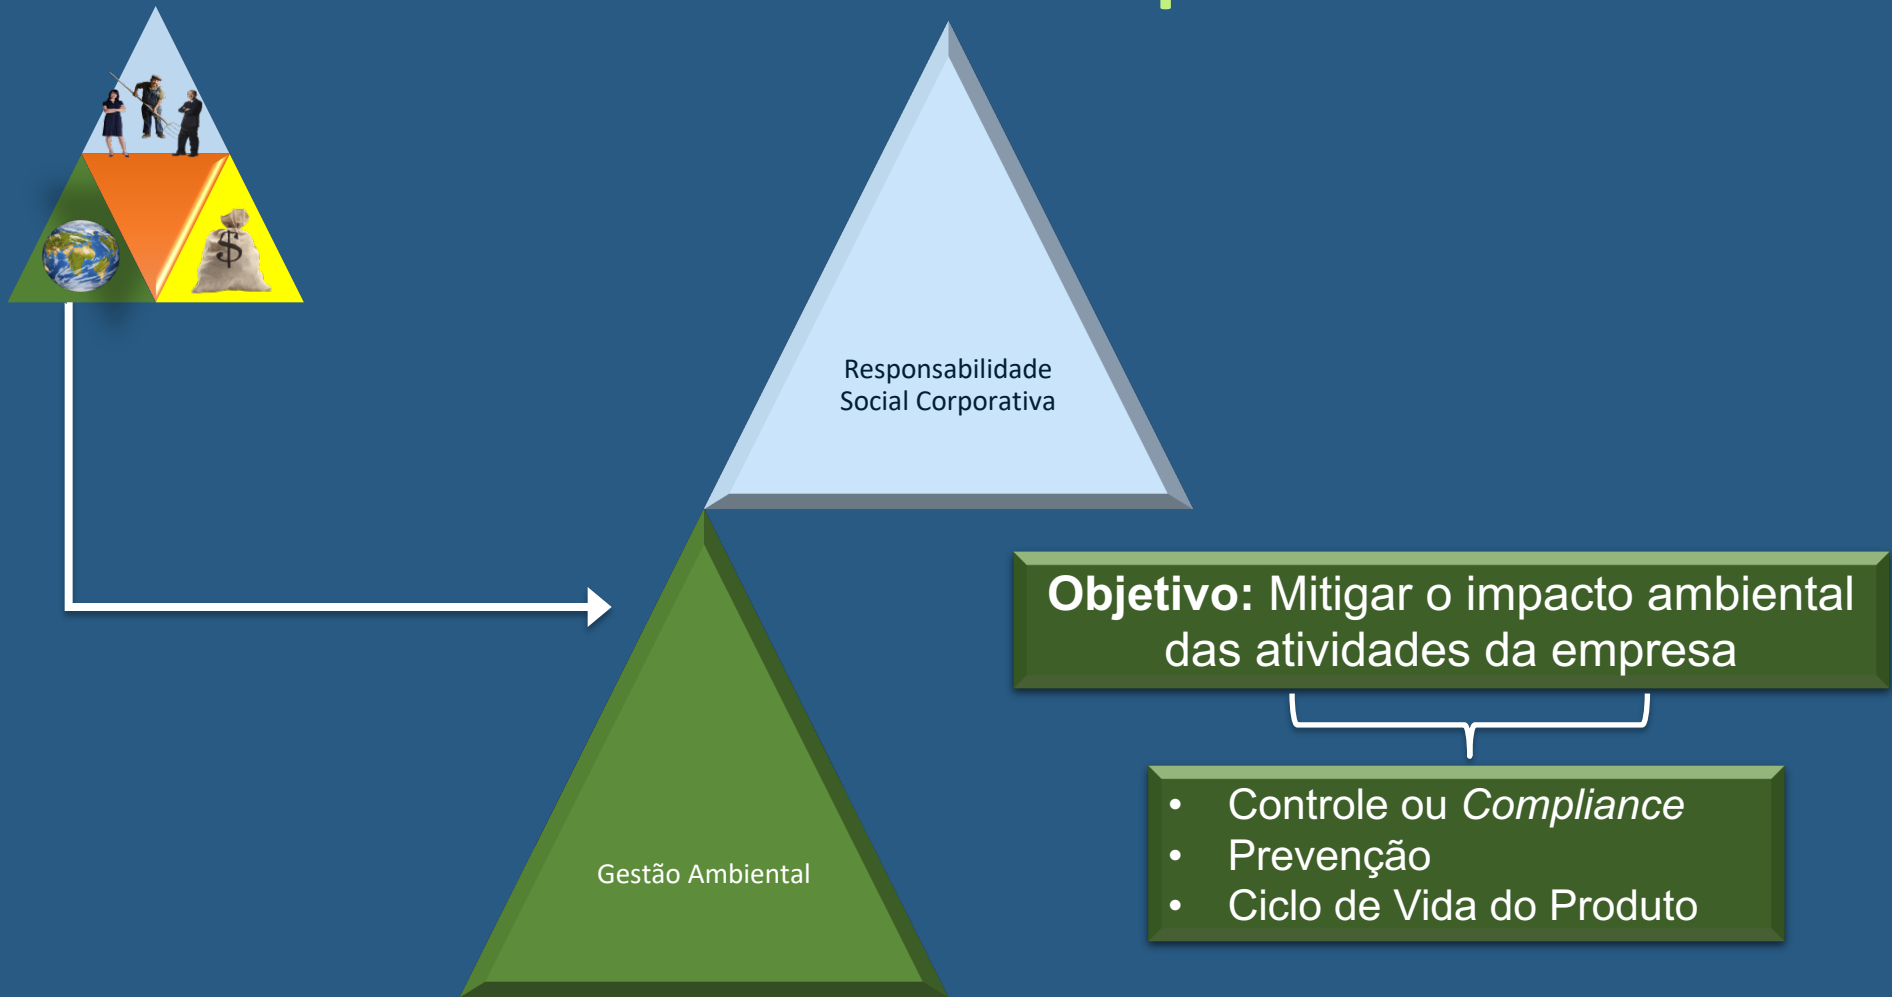 $
Responsabilidade
Social Corporativa
Objetivo: Mitigar o impacto ambiental
das atividades da empresa
• Controle ou Compliance
• Prevenção
• Ciclo de Vida do Produto
Gestão Ambiental